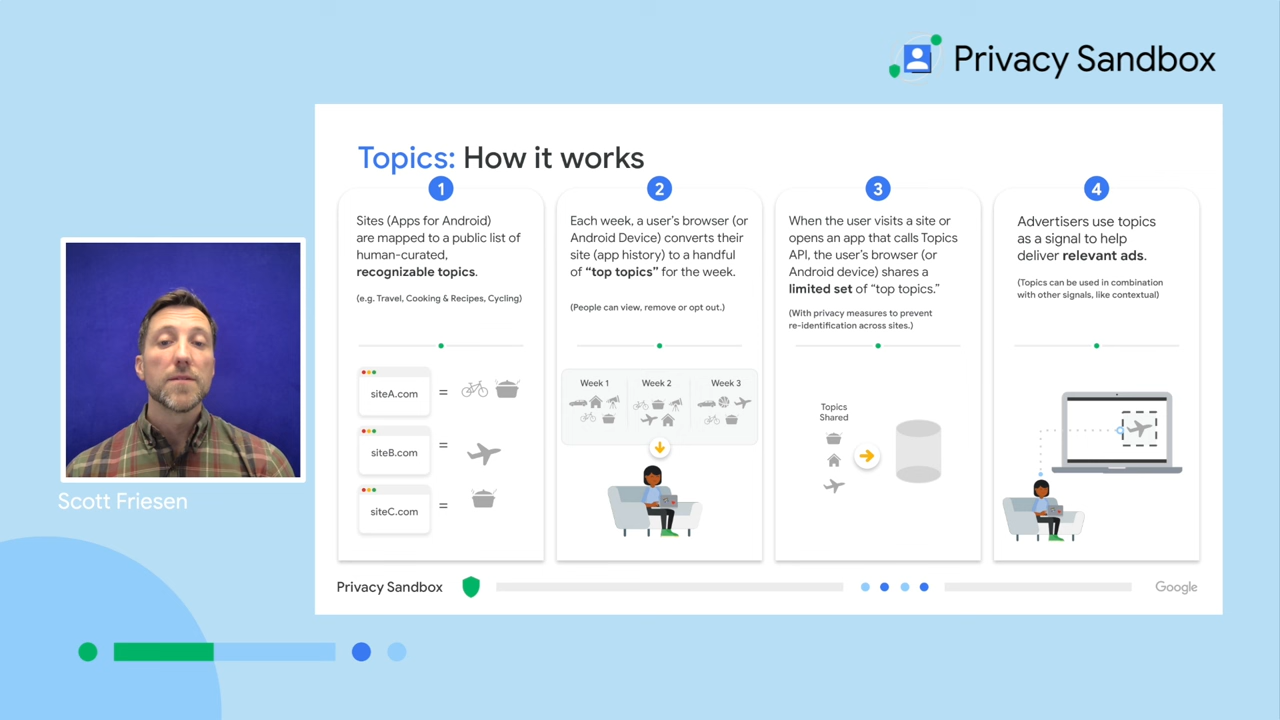 Privacy Sandbox
Topics: How it works
1
Sites (Apps for Android)
are mapped to a public list of
human-curated,
recognizable topics.
(e.g. Travel, Cooking & Recipes, Cycling)
siteA.com
=
siteB.com
=
siteC.com
=
2
Each week, a user's browser (or
Android Device) converts their
site (app history) to a handful
of “top topics” for the week.
(People can view, remove or opt out.)
Week 1
Week 2
Week 3
3
When the user visits a site or
opens an app that calls Topics
API, the user's browser (or
Android device) shares a
limited set of “top topics.”
(With privacy measures to prevent
re-identification across sites.)
Topics
Shared
4
Advertisers use topics
as a signal to help
deliver relevant ads.
(Topics can be used in combination
with other signals, like contextual)
Scott Friesen
Privacy Sandbox
Google